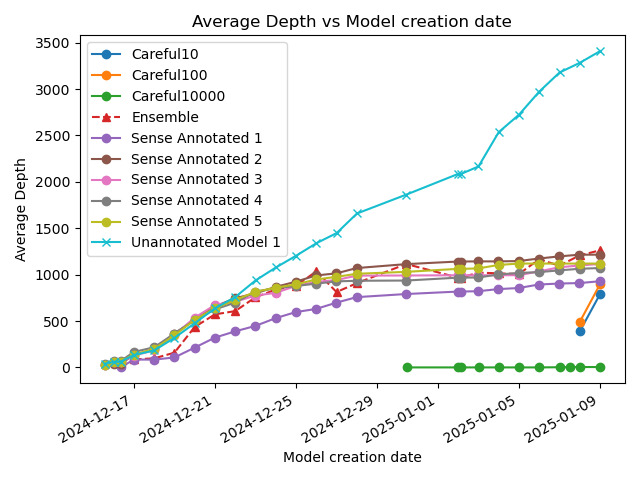 Average Depth vs Model creation date
3500
3000
2500
2000
1500
1000
500
0
Average Depth
Careful10
Careful100
Careful10000
Ensemble
Sense Annotated 1
Sense Annotated 2
Sense Annotated 3
Sense Annotated 4
Sense Annotated 5
Unannotated Model 1
2024-12-17
2024-12-21
2024-12-25
2024-12-29
2025-01-01
2025-01-05
2025-01-09
Model creation date